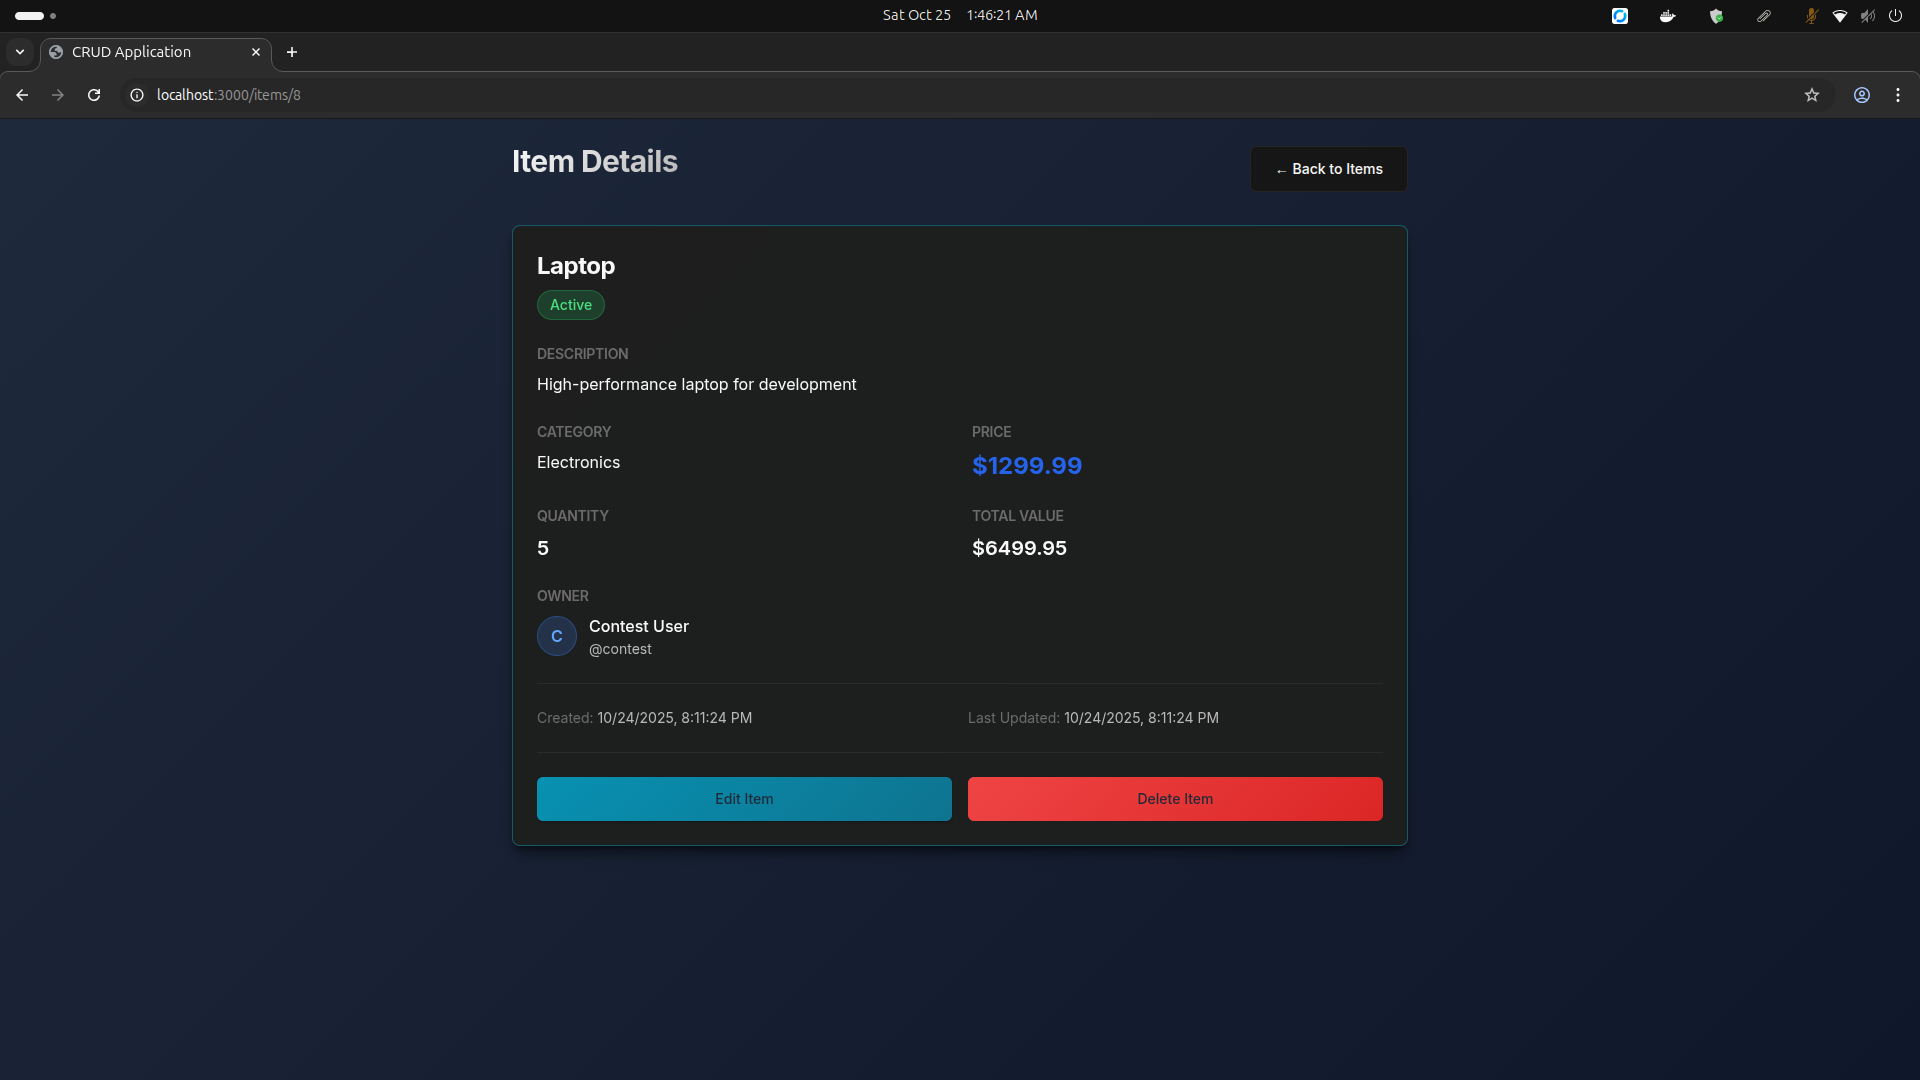 Sat Oct 25 1:46:21 AM
CRUD Application
localhost:3000/items/8
Item Details
← Back to Items
Laptop
Active
DESCRIPTION
High-performance laptop for development
CATEGORY
PRICE
Electronics
$1299.99
QUANTITY
TOTAL VALUE
5
$6499.95
OWNER
C
Contest User
@contest
Created: 10/24/2025, 8:11:24 PM
Last Updated: 10/24/2025, 8:11:24 PM
Edit Item
Delete Item